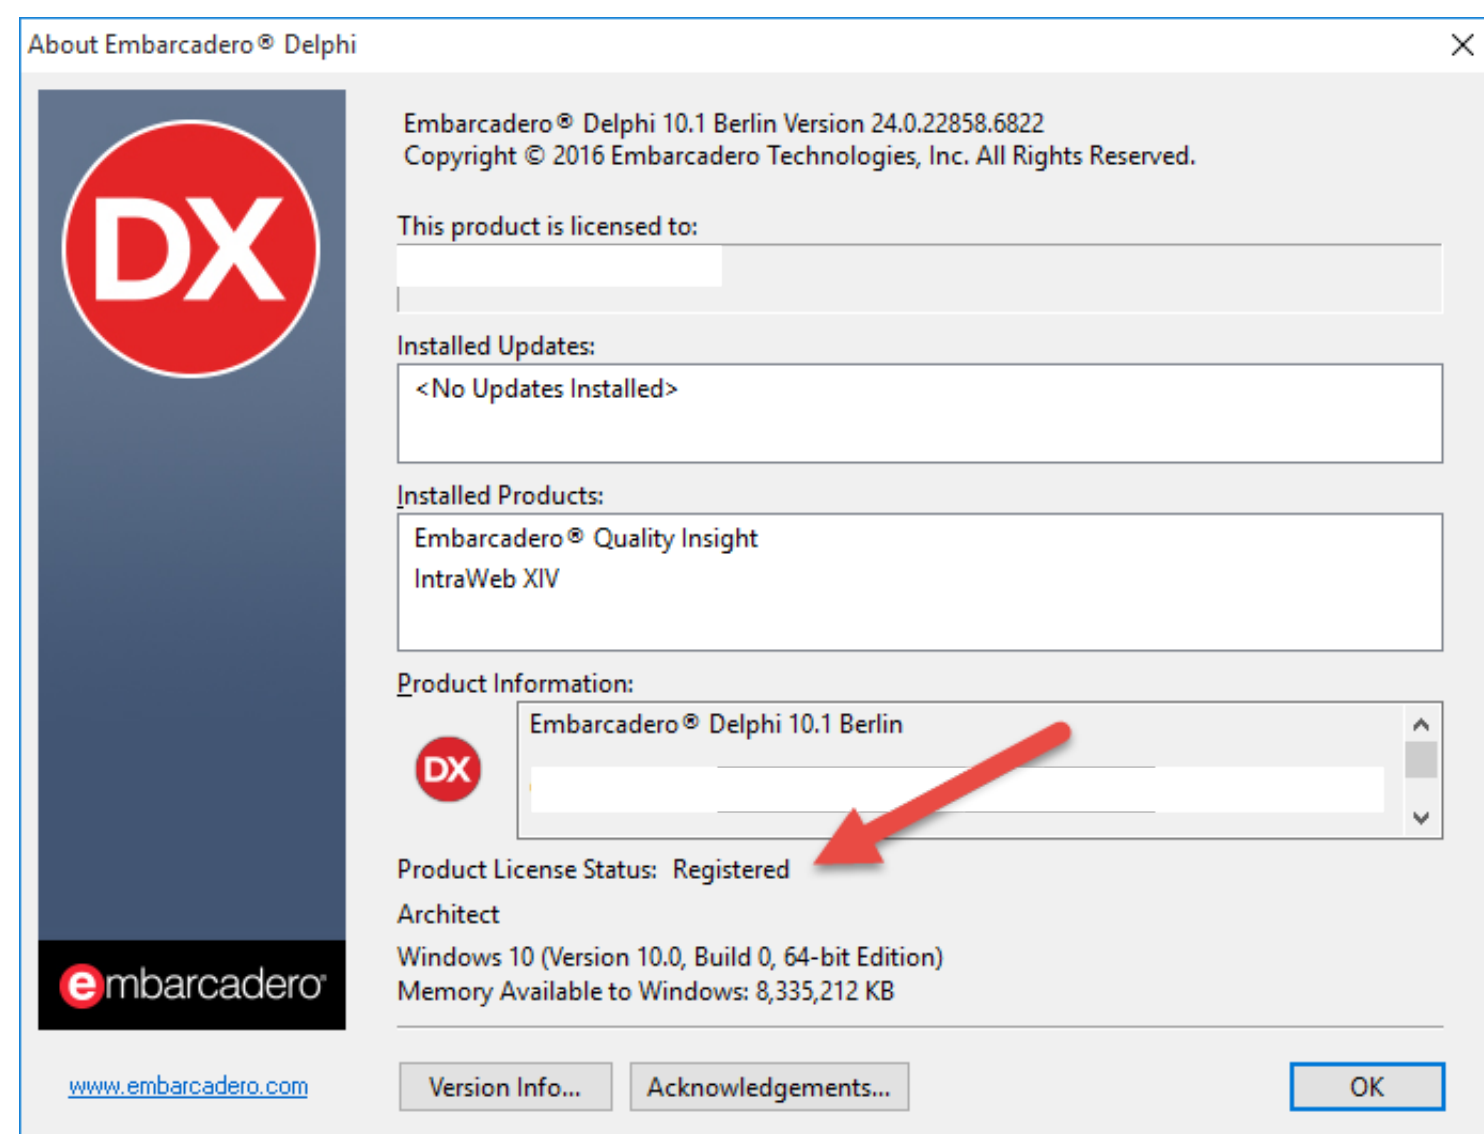 About Embarcadero® Delphi
DX
Embarcadero® Delphi 10.1 Berlin Version 24.0.22858.6822
Copyright © 2016 Embarcadero Technologies, Inc. All Rights Reserved.
This product is licensed to:
Installed Updates:
<No Updates Installed>
Installed Products:
Embarcadero® Quality Insight
IntraWeb XIV
Product Information:
DX
Embarcadero® Delphi 10.1 Berlin
Product License Status: Registered
Architect
Windows 10 (Version 10.0, Build 0, 64-bit Edition)
Memory Available to Windows: 8,335,212 KB
embarcadero®
www.embarcadero.com
Version Info...
Acknowledgements...
OK